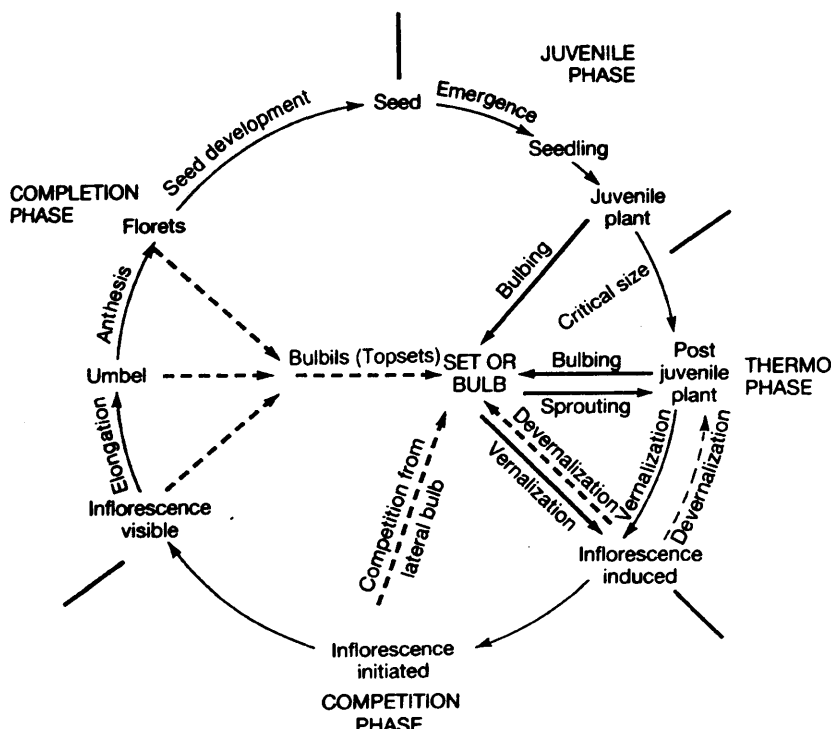 JUVENILE
PHASE
Seed
Emergence
Seedling
Juvenile
plant
Seed development
COMPLETION
PHASE
Florets
Bulbing
Critical size
Anthesis
Bulbils (Topsets)
SET OR
BULB
Bulbing
Sprouting
Post
juvenile
plant
THERMO
PHASE
Umbel
Elongation
Devernalization
Vernalization
Vernalization
Devernalization
Competition from
lateral bulb
Inflorescence
visible
Inflorescence
induced
Inflorescence
initiated
COMPETITION
PHASE